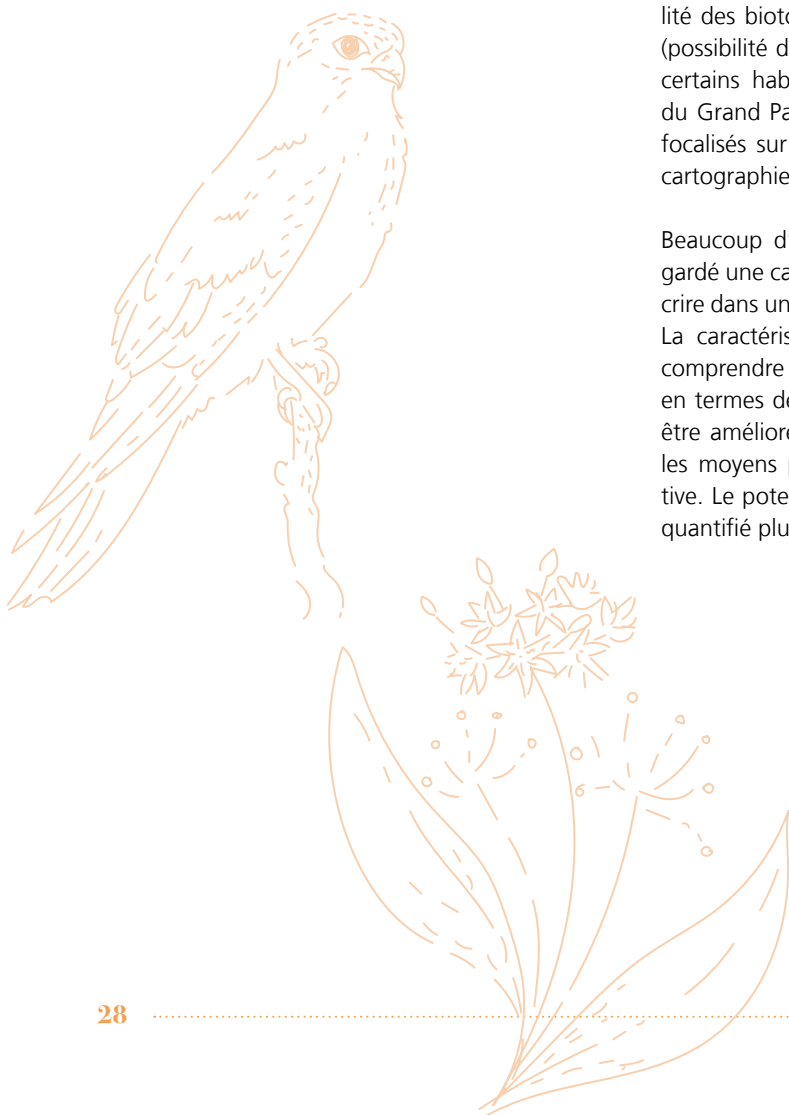 lité des bioto
(possibilité d
certains hab
du Grand Pa
focalisés sur
cartographie
Beaucoup d'
gardé une ca
crire dans un
La caractéris
comprendre
en termes de
être amélioré
les moyens p
tive. Le pote
quantifié plu
28